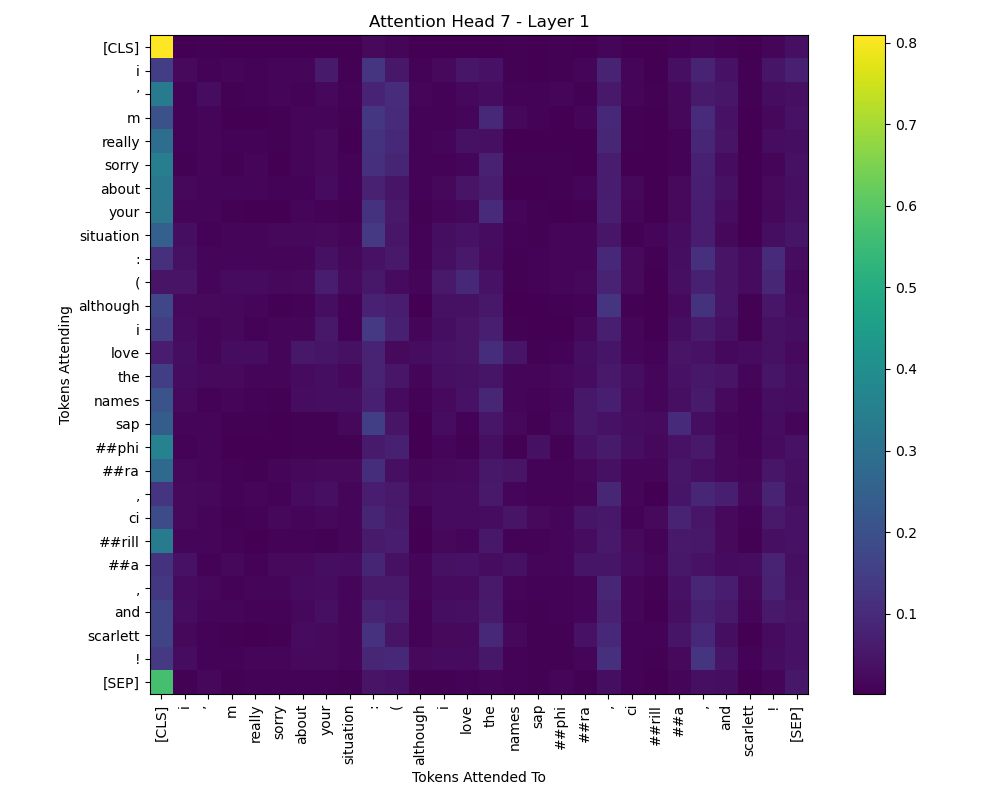 Attention Head 7 - Layer 1
[CLS]
i
’
m
really
sorry
about
your
situation
:
(
although
i
love
the
names
sap
##phi
##ra
,
ci
##rill
##a
,
and
scarlett
!
[SEP]
Tokens Attending
[CLS] i ’ m really sorry about your situation : ( although i love the names sap ##phi ##ra , ci ##rill ##a , and scarlett ! [SEP]
Tokens Attended To
0.8
0.7
0.6
0.5
0.4
0.3
0.2
0.1